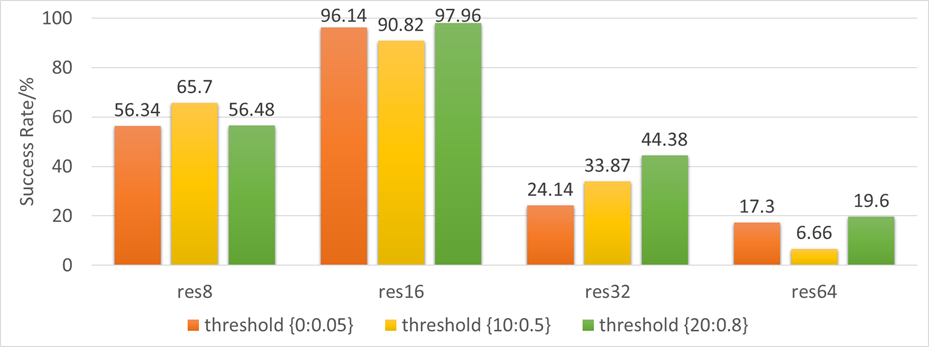 Success Rate/%
100
80
60
40
20
0
56.34
65.7
56.48
96.14
90.82
97.96
24.14
33.87
44.38
17.3
6.66
19.6
res8
res16
res32
res64
threshold {0:0.05}
threshold {10:0.5}
threshold {20:0.8}